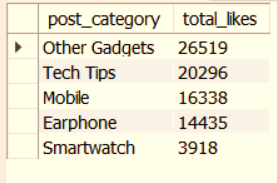 post_category total_likes
Other Gadgets 26519
Tech Tips 20296
Mobile 16338
Earphone 14435
Smartwatch 3918